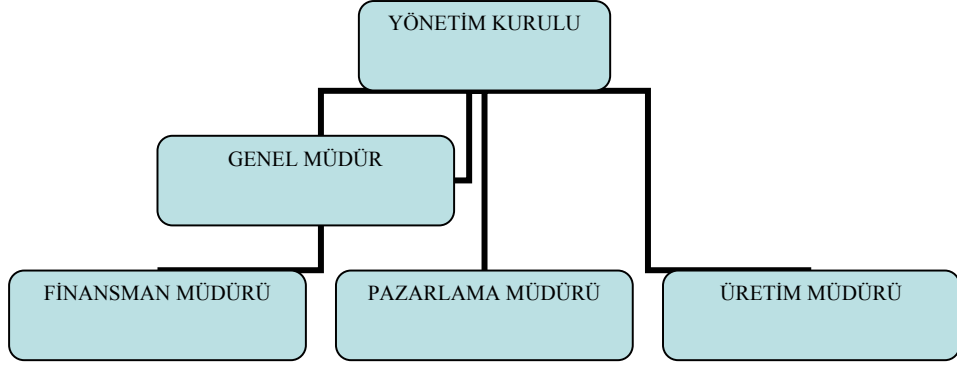 YÖNETİM KURULU
GENEL MÜDÜR
FİNANSMAN MÜDÜRÜ
PAZARLAMA MÜDÜRÜ
ÜRETİM MÜDÜRÜ